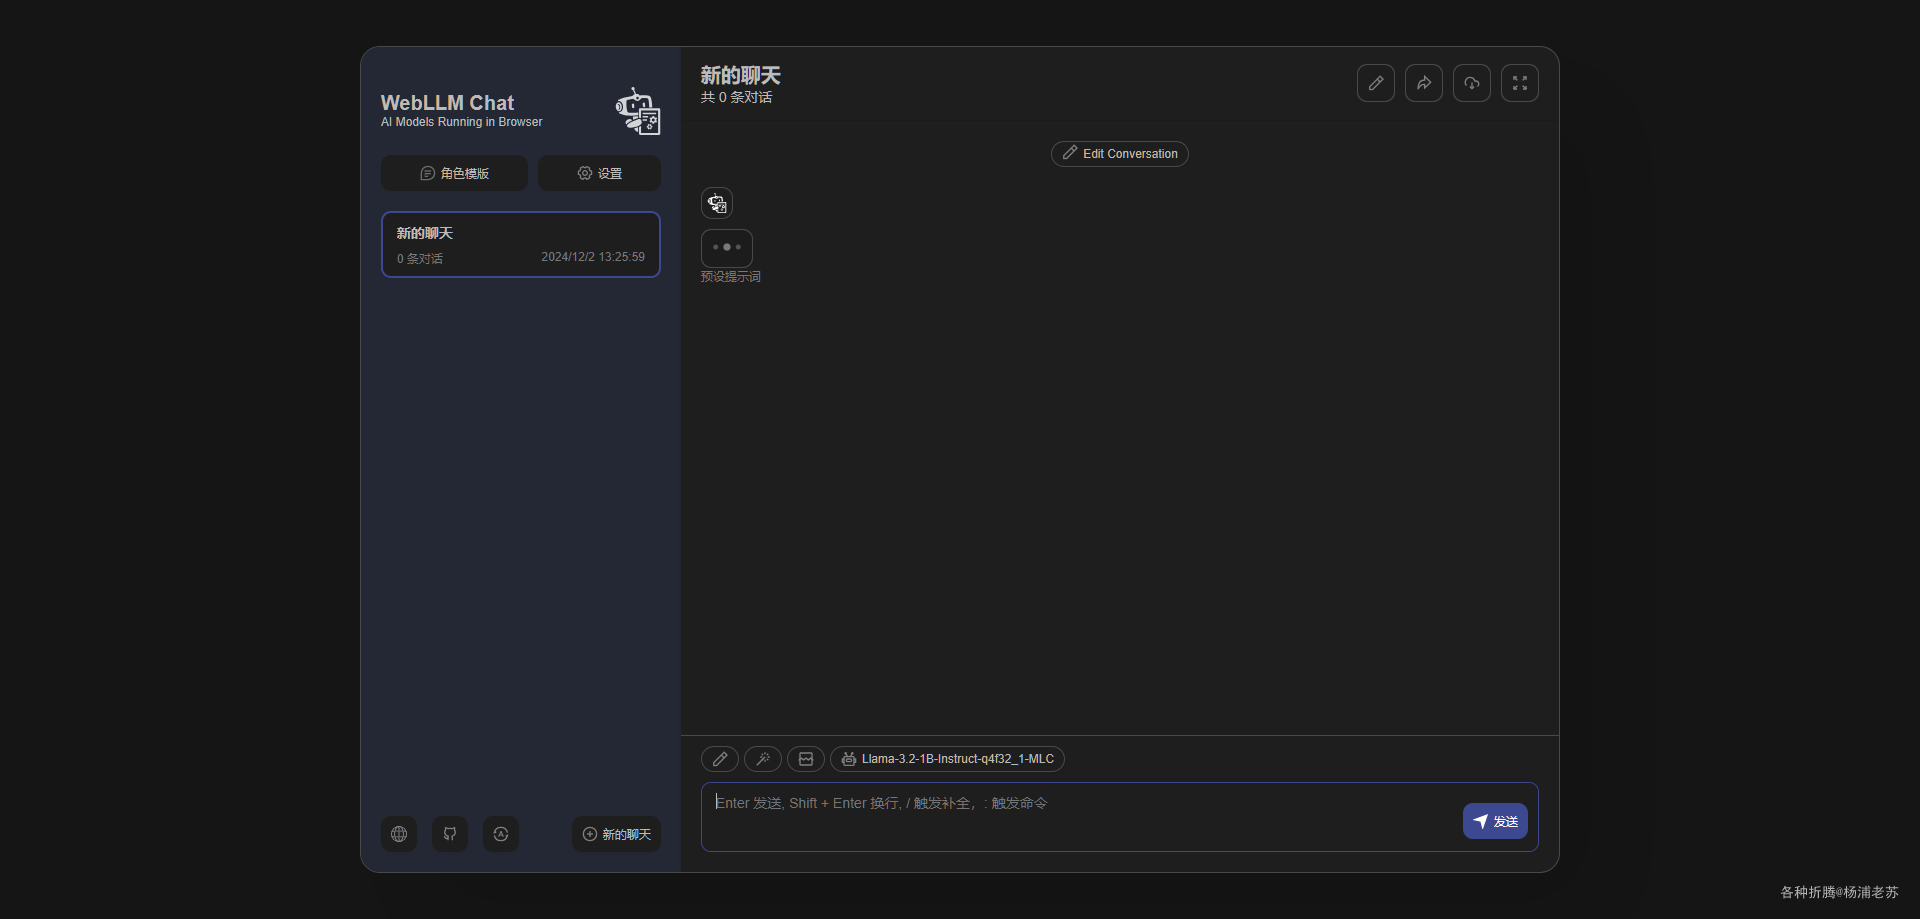 WebLLM Chat
AI Models Running in Browser
角色模版
设置
新的聊天
0 条对话
2024/12/2 13:25:59
新的聊天
新的聊天
共 0 条对话
Edit Conversation
预设提示词
Llama-3.2-1B-Instruct-q4f32_1-MLC
Enter 发送, Shift + Enter 换行, / 触发补全，: 触发命令
发送
各种折腾@杨浦老苏